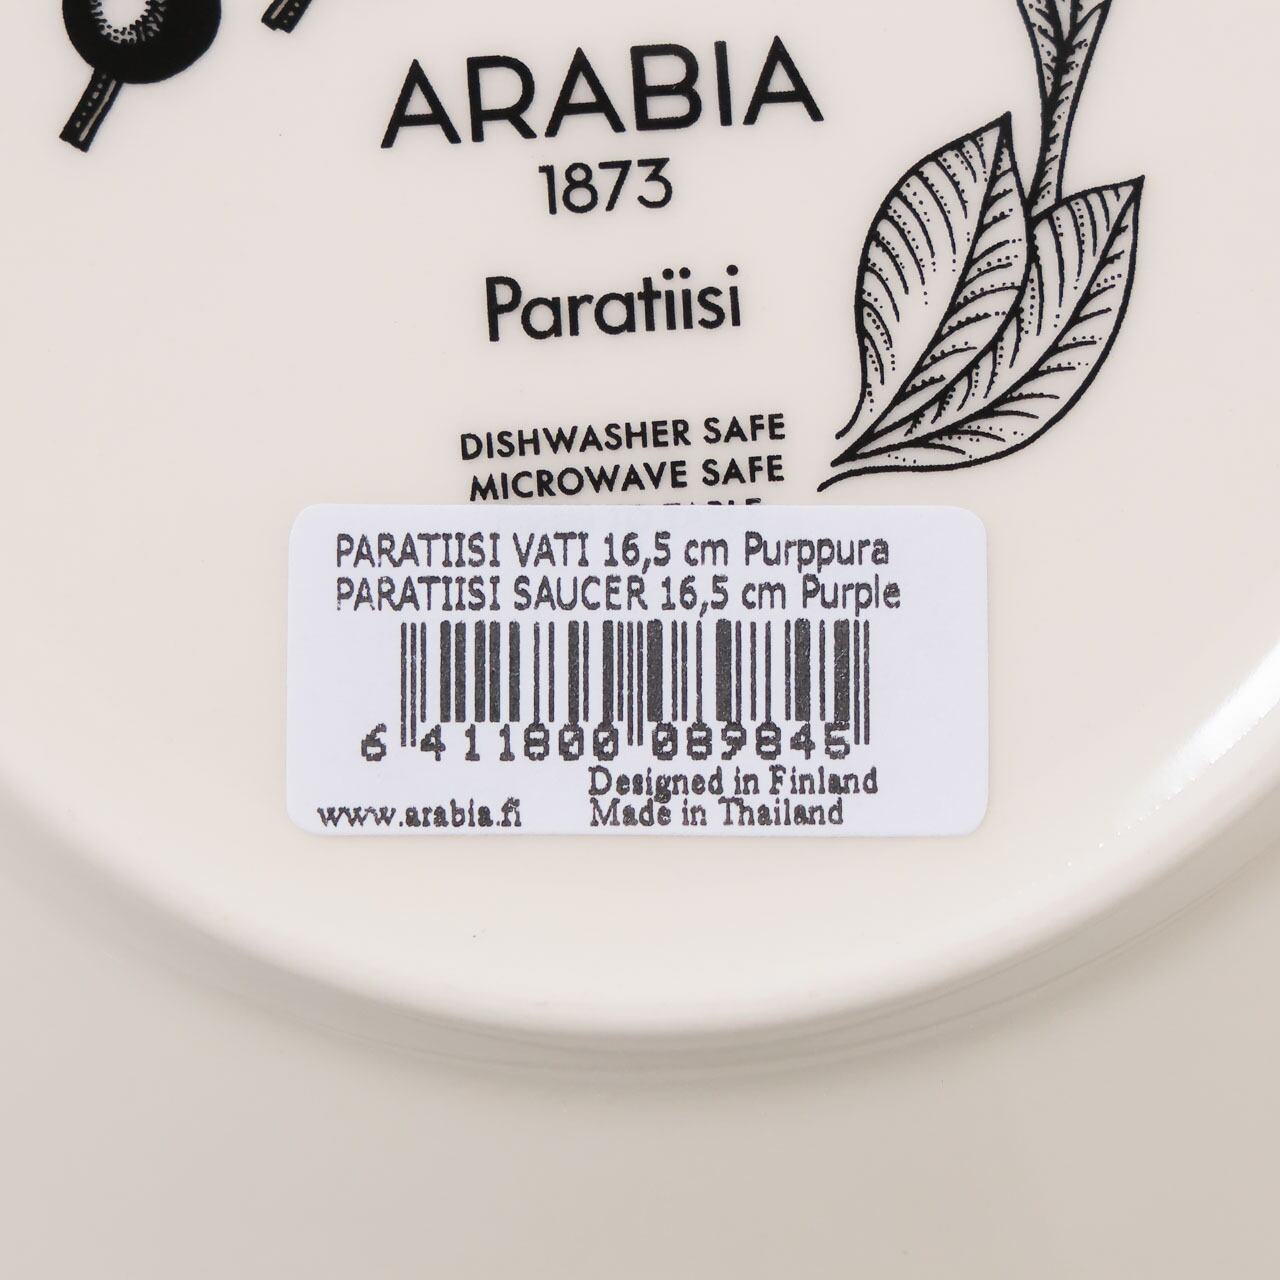 ARABIA
1873
Paratiisi
DISHWASHER SAFE
MICROWAVE SAFE
PARATIISI VATI 16,5 cm Purppura
PARATIISI SAUCER 16,5 cm Purple
6 411800 089845
Designed in Finland
www.arabia.fi Made in Thailand